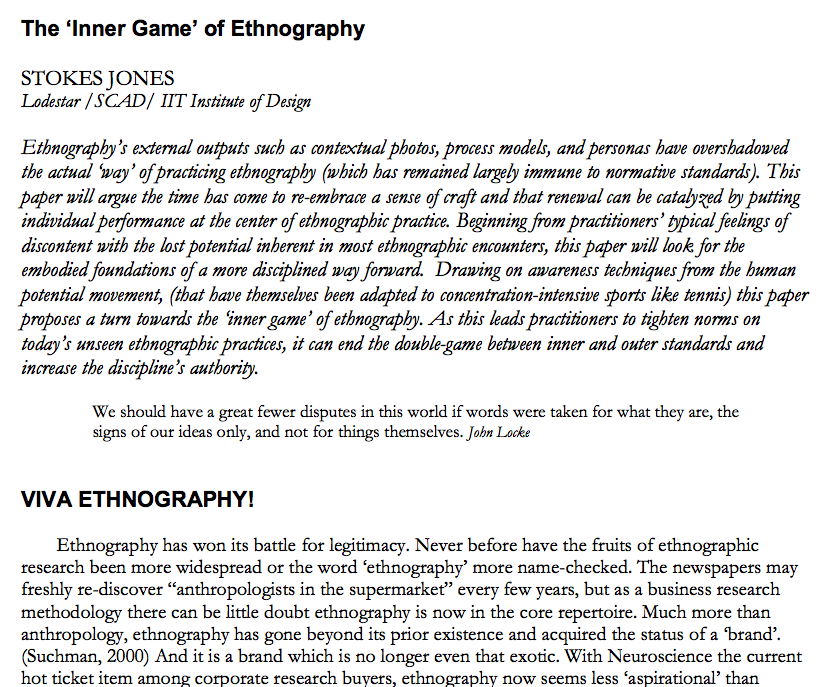 The ‘Inner Game’ of Ethnography
STOKES JONES
Lodestar /SCAD/ IIT Institute of Design
Ethnography’s external outputs such as contextual photos, process models, and personas have overshadowed
the actual ‘way’ of practicing ethnography (which has remained largely immune to normative standards). This
paper will argue the time has come to re-embrace a sense of craft and that renewal can be catalyzed by putting
individual performance at the center of ethnographic practice. Beginning from practitioners’ typical feelings of
discontent with the lost potential inherent in most ethnographic encounters, this paper will look for the
embodied foundations of a more disciplined way forward.  Drawing on awareness techniques from the human
potential movement, (that have themselves been adapted to concentration-intensive sports like tennis) this paper
proposes a turn towards the ‘inner game’ of ethnography. As this leads practitioners to tighten norms on
today’s unseen ethnographic practices, it can end the double-game between inner and outer standards and
increase the discipline’s authority.
We should have a great fewer disputes in this world if words were taken for what they are, the
signs of our ideas only, and not for things themselves. John Locke
VIVA ETHNOGRAPHY!
Ethnography has won its battle for legitimacy. Never before have the fruits of ethnographic
research been more widespread or the word ‘ethnography’ more name-checked. The newspapers may
freshly re-discover “anthropologists in the supermarket” every few years, but as a business research
methodology there can be little doubt ethnography is now in the core repertoire. Much more than
anthropology, ethnography has gone beyond its prior existence and acquired the status of a ‘brand’.
(Suchman, 2000) And it is a brand which is no longer even that exotic. With Neuroscience the current
hot ticket item among corporate research buyers, ethnography now seems less ‘aspirational’ than